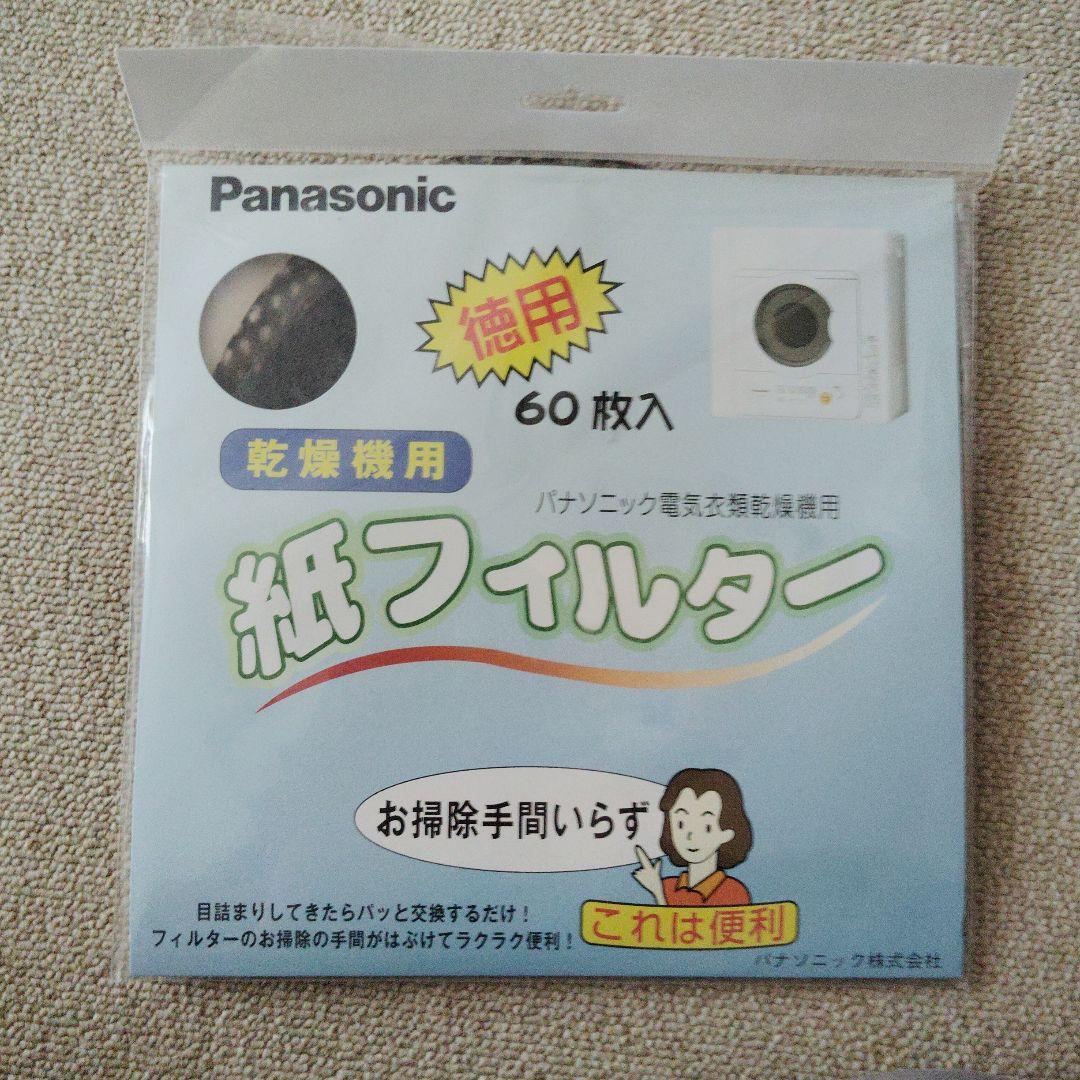 Panasonic
徳用
60枚入
乾燥機用
パナソニック電気衣類乾燥機用
紙フィルター
お掃除手間いらず
目詰まりしてきたらパッと交換するだけ!
フィルターのお掃除の手間がはぶけてラクラク便利!
これは便利
パナソニック株式会社